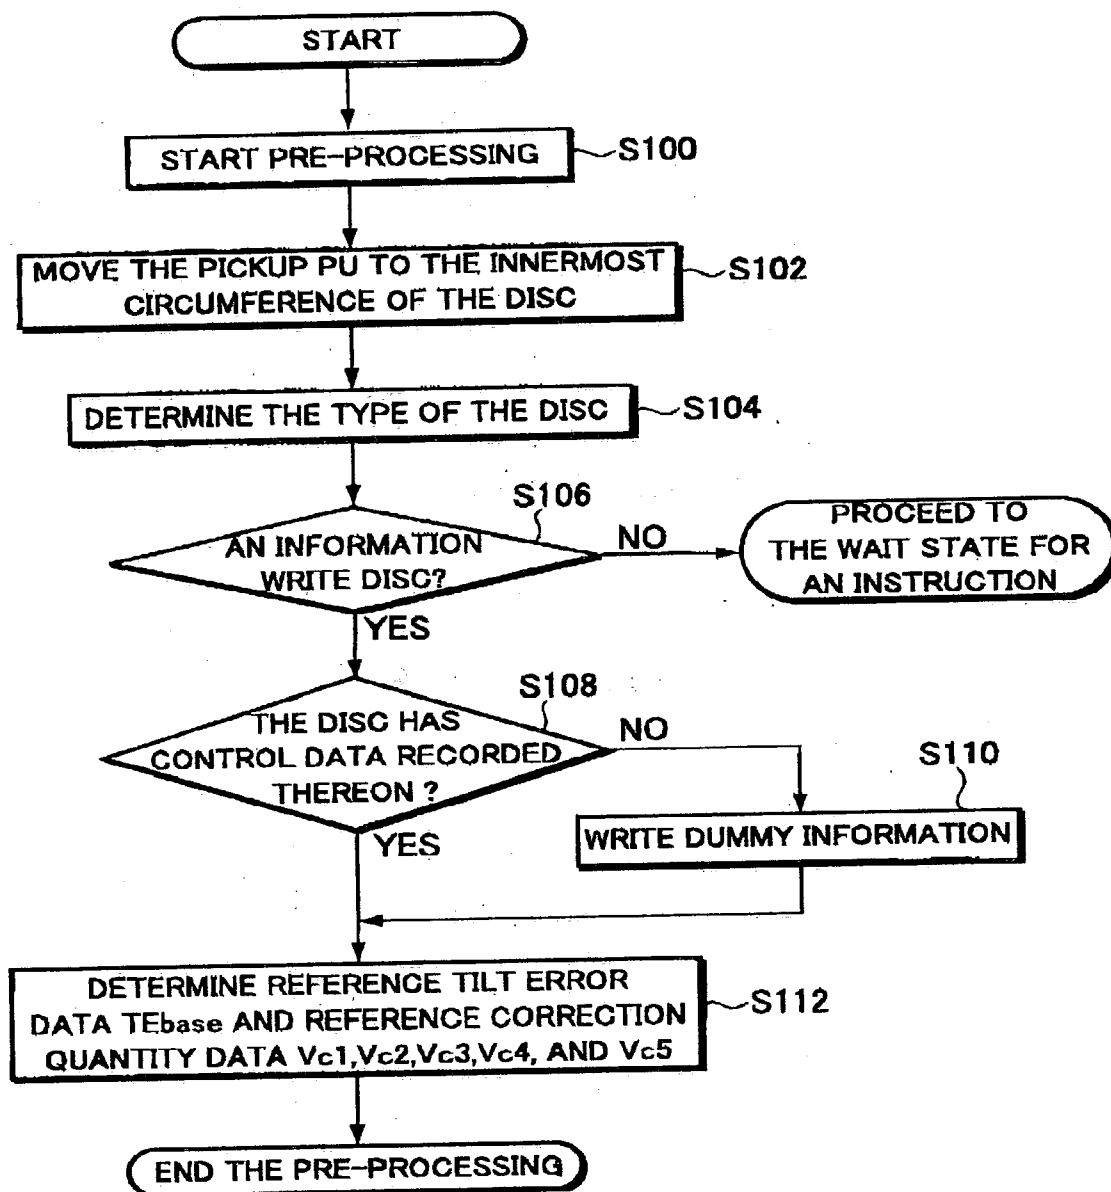 START
START PRE-PROCESSING
S100
MOVE THE PICKUP PU TO THE INNERMOST
CIRCUMFERENCE OF THE DISC
S102
DETERMINE THE TYPE OF THE DISC
S104
S106
AN INFORMATION
WRITE DISC?
NO
PROCEED TO
THE WAIT STATE FOR
AN INSTRUCTION
YES
S108
THE DISC HAS
CONTROL DATA RECORDED
THEREON ?
NO
S110
WRITE DUMMY INFORMATION
YES
DETERMINE REFERENCE TILT ERROR
DATA TEbase AND REFERENCE CORRECTION
QUANTITY DATA Vc1,Vc2,Vc3,Vc4, AND Vc5
S112
END THE PRE-PROCESSING